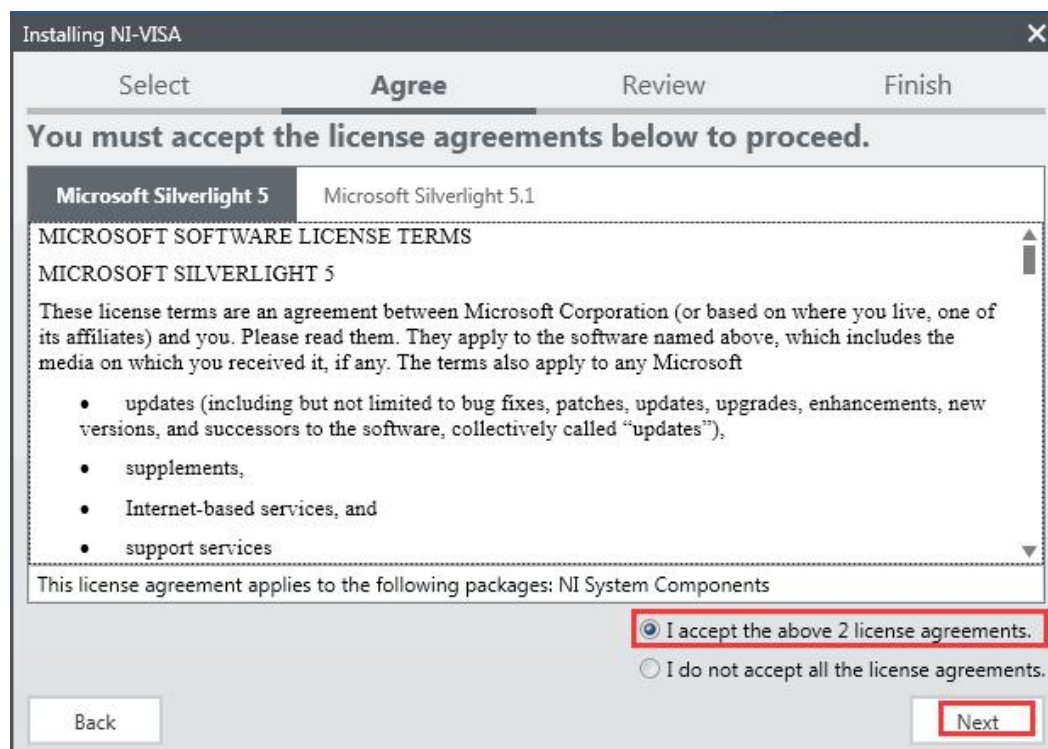 Installing NI-VISA
Select Agree Review Finish
You must accept the license agreements below to proceed.
Microsoft Silverlight 5 Microsoft Silverlight 5.1
MICROSOFT SOFTWARE LICENSE TERMS
MICROSOFT SILVERLIGHT 5
These license terms are an agreement between Microsoft Corporation (or based on where you live, one of
its affiliates) and you. Please read them. They apply to the software named above, which includes the
media on which you received it, if any. The terms also apply to any Microsoft
• updates (including but not limited to bug fixes, patches, updates, upgrades, enhancements, new
versions, and successors to the software, collectively called “updates”),
• supplements,
• Internet-based services, and
• support services
This license agreement applies to the following packages: NI System Components
I accept the above 2 license agreements.
I do not accept all the license agreements.
Back Next